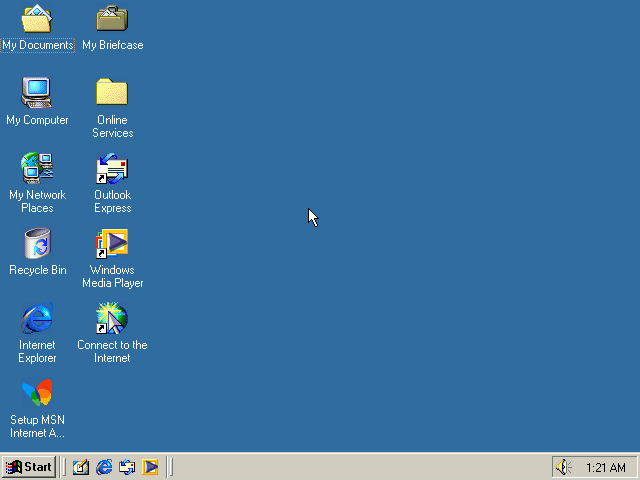 My Documents
My Briefcase
My Computer
Online
Services
My Network
Places
Outlook
Express
Recycle Bin
Windows
Media Player
Internet
Explorer
Connect to the
Internet
Setup MSN
Internet A...
Start
1:21 AM